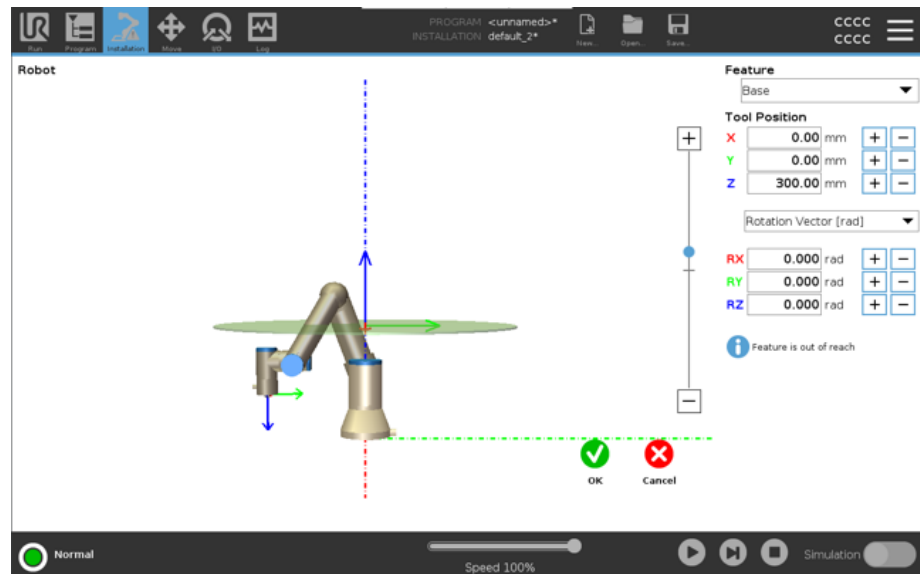 UR
PROGRAM <unnamed>*
INSTALLATION default_2*
CCCC
CCCC
Run
Program
Installation
Move
I/O
Log
New...
Open...
Save...
Robot
Feature
Base
Tool Position
X 0.00 mm + −
Y 0.00 mm + −
Z 300.00 mm + −
Rotation Vector [rad]
RX 0.000 rad + −
RY 0.000 rad + −
RZ 0.000 rad + −
i Feature is out of reach
+
−
OK
Cancel
Normal
Speed 100%
Simulation